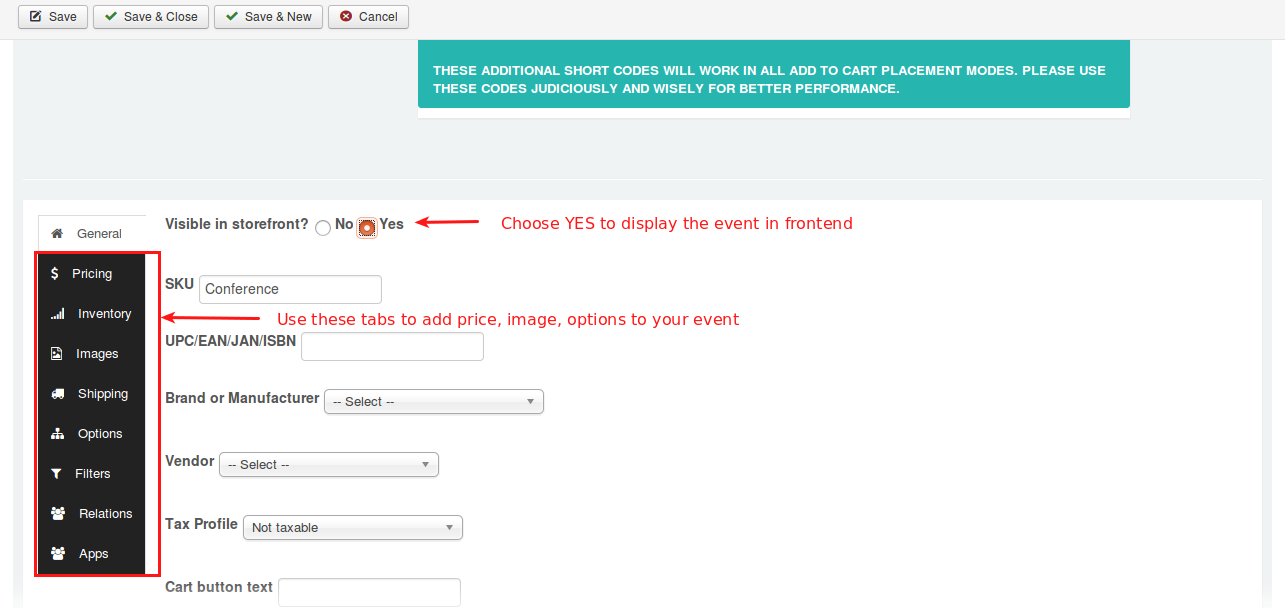 Save
Save & Close
Save & New
Cancel
THESE ADDITIONAL SHORT CODES WILL WORK IN ALL ADD TO CART PLACEMENT MODES. PLEASE USE
THESE CODES JUDICIOUSLY AND WISELY FOR BETTER PERFORMANCE.
General
Pricing
Inventory
Images
Shipping
Options
Filters
Relations
Apps
Visible in storefront? No Yes
Choose YES to display the event in frontend
SKU Conference
Use these tabs to add price, image, options to your event
UPC/EAN/JAN/ISBN
Brand or Manufacturer -- Select --
Vendor -- Select --
Tax Profile Not taxable
Cart button text